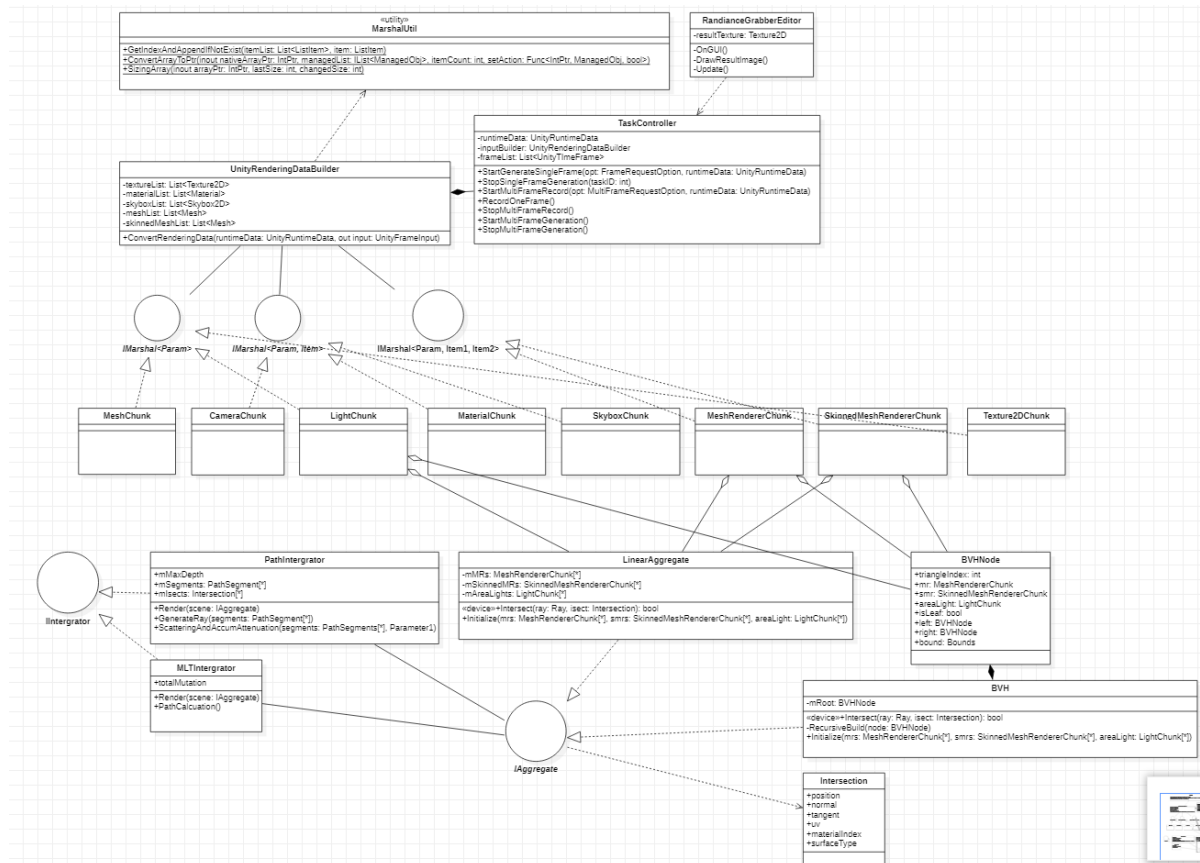 «utility»
MarshalUtil
+GetIndexAndAppendIfNotExist(itemList: List<ListItem>, item: ListItem)
+ConvertArrayToPtr(inout nativeArrayPtr: IntPtr, managedList: IList<ManagedObj>, itemCount: int, setAction: Func<IntPtr, ManagedObj, bool>)
+SizingArray(inout arrayPtr: IntPtr, lastSize: int, changedSize: int)
RandianceGrabberEditor
-resultTexture: Texture2D
-OnGUI()
-DrawResultImage()
-Update()
TaskController
-runtimeData: UnityRuntimeData
-inputBuilder: UnityRenderingDataBuilder
-frameList: List<UnityTimeFrame>
+StartGenerateSingleFrame(opt: FrameRequestOption, runtimeData: UnityRuntimeData)
+StopSingleFrameGeneration(taskID: int)
+StartMultiFrameRecord(opt: MultiFrameRequestOption, runtimeData: UnityRuntimeData)
+RecordOneFrame()
+StopMultiFrameRecord()
+StartMultiFrameGeneration()
+StopMultiFrameGeneration()
UnityRenderingDataBuilder
-textureList: List<Texture2D>
-materialList: List<Material>
-skyboxList: List<Skybox2D>
-meshList: List<Mesh>
-skinnedMeshList: List<Mesh>
+ConvertRenderingData(runtimeData: UnityRuntimeData, out input: UnityFrameInput)
IMarshal<Param>
IMarshal<Param, Item>
IMarshal<Param, Item1, Item2>
MeshChunk
CameraChunk
LightChunk
MaterialChunk
SkyboxChunk
MeshRendererChunk
SkinnedMeshRendererChunk
Texture2DChunk
IIntergrator
PathIntergrator
+mMaxDepth
+mSegments: PathSegment[*]
+mIsects: Intersection[*]
+Render(scene: IAggregate)
+GenerateRay(segments: PathSegment[*])
+ScatteringAndAccumAttenuation(segments: PathSegments[*], Parameter1)
LinearAggregate
-mMRs: MeshRendererChunk[*]
-mSkinnedMRs: SkinnedMeshRendererChunk[*]
-mAreaLights: LightChunk[*]
«device»+Intersect(ray: Ray, isect: Intersection): bool
+Initialize(mrs: MeshRendererChunk[*], smrs: SkinnedMeshRendererChunk[*], areaLight: LightChunk[*])
BVHNode
+triangleIndex: int
+mr: MeshRendererChunk
+smr: SkinnedMeshRendererChunk
+areaLight: LightChunk
+isLeaf: bool
+left: BVHNode
+right: BVHNode
+bound: Bounds
MLTIntergrator
+totalMutation
+Render(scene: IAggregate)
+PathCalcuation()
BVH
-mRoot: BVHNode
«device»+Intersect(ray: Ray, isect: Intersection): bool
-RecursiveBuild(node: BVHNode)
+Initialize(mrs: MeshRendererChunk[*], smrs: SkinnedMeshRendererChunk[*], areaLight: LightChunk[*])
IAggregate
Intersection
+position
+normal
+tangent
+uv
+materialIndex
+surfaceType